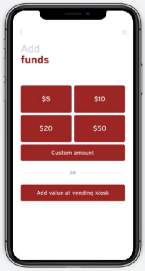 Add
funds
$5
$10
$20
$50
Custom amount
OR
Add value at vending kiosk